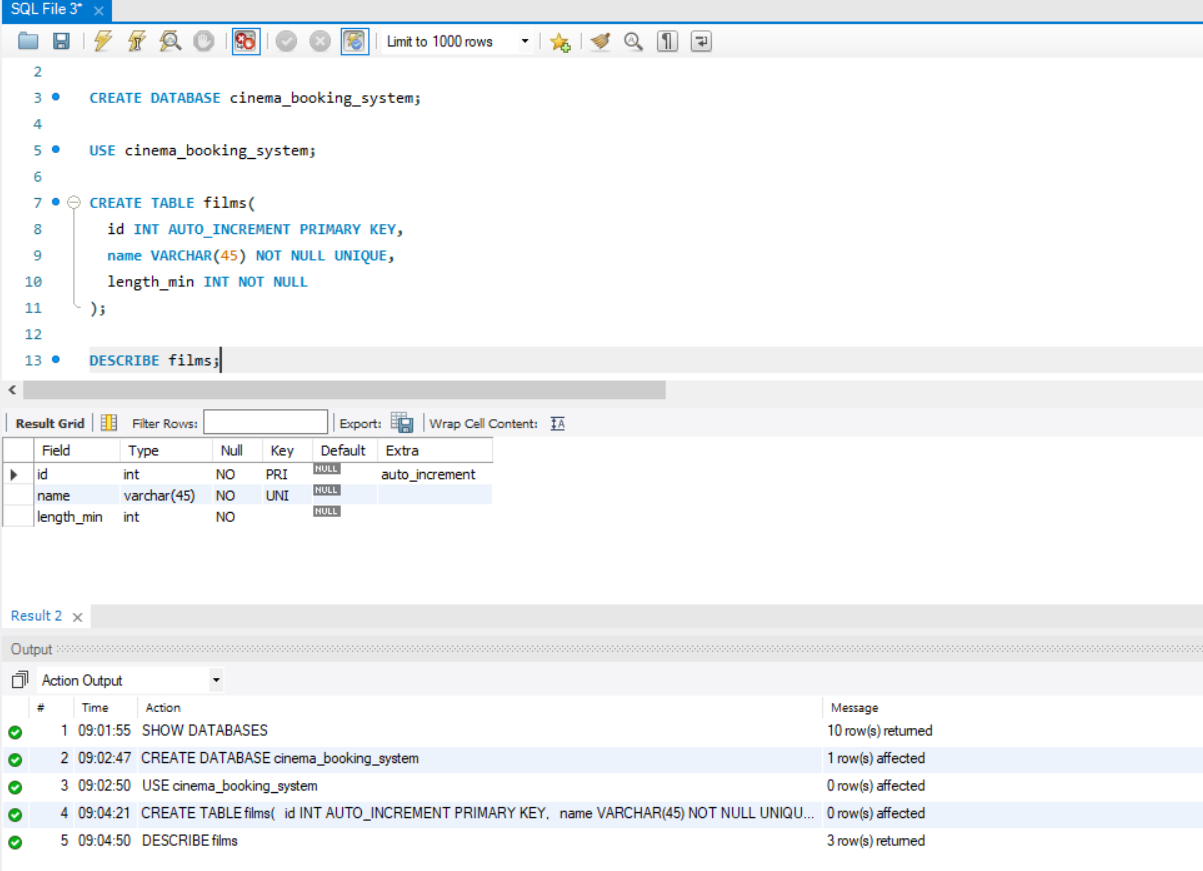 SQL File 3*
Limit to 1000 rows
2
3 CREATE DATABASE cinema_booking_system;
4
5 USE cinema_booking_system;
6
7 CREATE TABLE films(
8 id INT AUTO_INCREMENT PRIMARY KEY,
9 name VARCHAR(45) NOT NULL UNIQUE,
10 length_min INT NOT NULL
11 );
12
13 DESCRIBE films;
Result Grid Filter Rows: Export: Wrap Cell Content:
Field Type Null Key Default Extra
id int NO PRI NULL auto_increment
name varchar(45) NO UNI NULL
length_min int NO NULL
Result 2
Output
Action Output
# Time Action Message
1 09:01:55 SHOW DATABASES 10 row(s) returned
2 09:02:47 CREATE DATABASE cinema_booking_system 1 row(s) affected
3 09:02:50 USE cinema_booking_system 0 row(s) affected
4 09:04:21 CREATE TABLE films( id INT AUTO_INCREMENT PRIMARY KEY, name VARCHAR(45) NOT NULL UNIQU... 0 row(s) affected
5 09:04:50 DESCRIBE films 3 row(s) returned